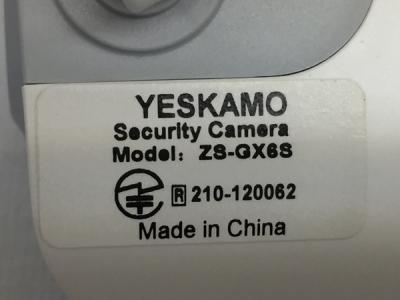 YESKAMO
Security Camera
Model: ZS-GX6S
R 210-120062
Made in China